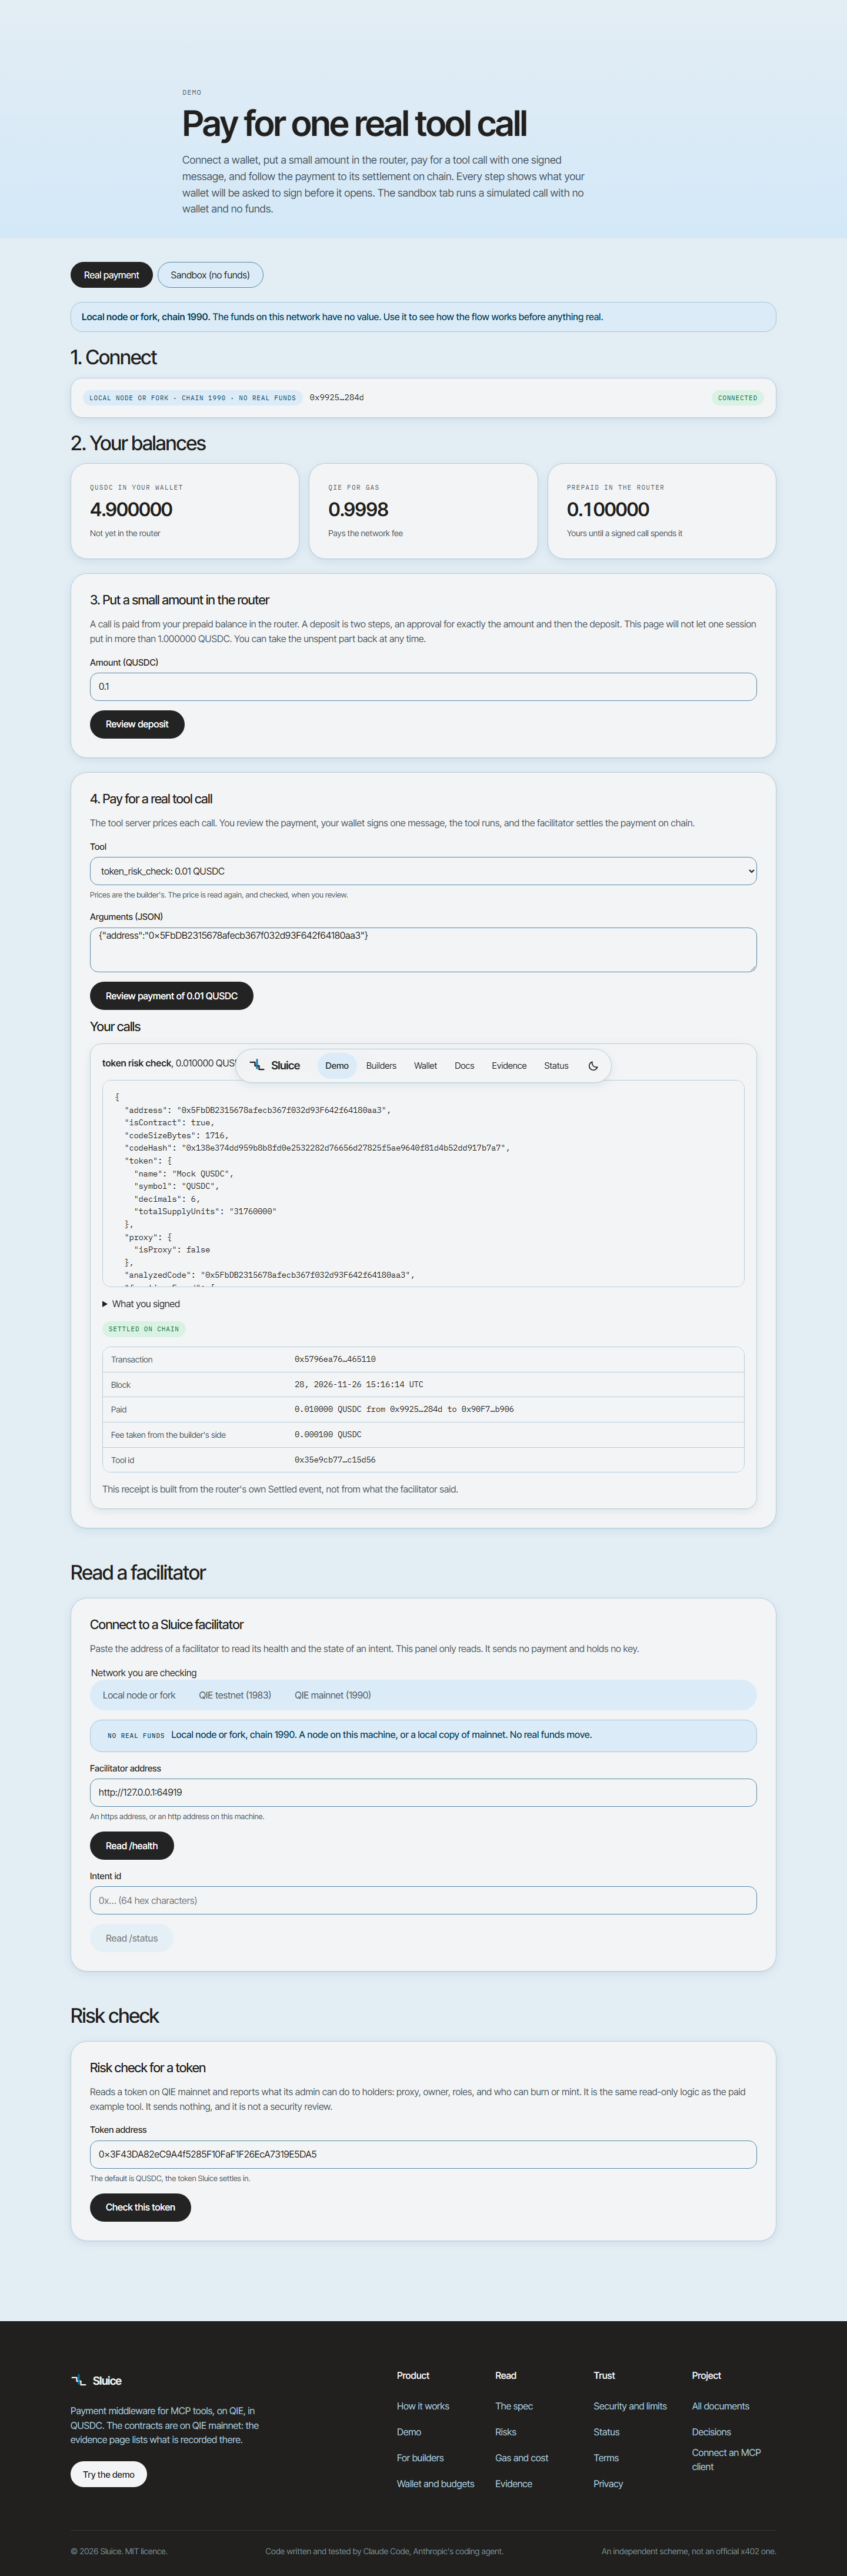 DEMO
Pay for one real tool call
Connect a wallet, put a small amount in the router, pay for a tool call with one signed
message, and follow the payment to its settlement on chain. Every step shows what your
wallet will be asked to sign before it opens. The sandbox tab runs a simulated call with no
wallet and no funds.
Real payment
Sandbox (no funds)
Local node or fork, chain 1990. The funds on this network have no value. Use it to see how the flow works before anything real.
1. Connect
LOCAL NODE OR FORK · CHAIN 1990 · NO REAL FUNDS 0x9925…284d
CONNECTED
2. Your balances
QUSDC IN YOUR WALLET
4.900000
Not yet in the router
QIE FOR GAS
0.9998
Pays the network fee
PREPAID IN THE ROUTER
0.100000
Yours until a signed call spends it
3. Put a small amount in the router
A call is paid from your prepaid balance in the router. A deposit is two steps, an approval for exactly the amount and then the deposit. This page will not let one session
put in more than 1.000000 QUSDC. You can take the unspent part back at any time.
Amount (QUSDC)
0.1
Review deposit
4. Pay for a real tool call
The tool server prices each call. You review the payment, your wallet signs one message, the tool runs, and the facilitator settles the payment on chain.
Tool
token_risk_check: 0.01 QUSDC
Prices are the builder's. The price is read again, and checked, when you review.
Arguments (JSON)
{"address":"0x5FbDB2315678afecb367f032d93F642f64180aa3"}
Review payment of 0.01 QUSDC
Your calls
token risk check, 0.010000
Sluice
Demo
Builders
Wallet
Docs
Evidence
Status
{
"address": "0x5FbDB2315678afecb367f032d93F642f64180aa3",
"isContract": true,
"codeSizeBytes": 1716,
"codeHash": "0x138e374dd959b8b8fd0e2532282d76656d27825f5ae9640f81d4b52dd917b7a7",
"token": {
"name": "Mock QUSDC",
"symbol": "QUSDC",
"decimals": 6,
"totalSupplyUnits": "31760000"
},
"proxy": {
"isProxy": false
},
"analyzedCode": "0x5FbDB2315678afecb367f032d93F642f64180aa3",
What you signed
SETTLED ON CHAIN
Transaction 0x5796ea76…465110
Block 28, 2026-11-26 15:16:14 UTC
Paid 0.010000 QUSDC from 0x9925…284d to 0x90F7…b906
Fee taken from the builder's side 0.000100 QUSDC
Tool id 0x35e9cb77…c15d56
This receipt is built from the router's own Settled event, not from what the facilitator said.
Read a facilitator
Connect to a Sluice facilitator
Paste the address of a facilitator to read its health and the state of an intent. This panel only reads. It sends no payment and holds no key.
Network you are checking
Local node or fork
QIE testnet (1983)
QIE mainnet (1990)
NO REAL FUNDS Local node or fork, chain 1990. A node on this machine, or a local copy of mainnet. No real funds move.
Facilitator address
http://127.0.0.1:64919
An https address, or an http address on this machine.
Read /health
Intent id
0x… (64 hex characters)
Read /status
Risk check
Risk check for a token
Reads a token on QIE mainnet and reports what its admin can do to holders: proxy, owner, roles, and who can burn or mint. It is the same read-only logic as the paid
example tool. It sends nothing, and it is not a security review.
Token address
0x3F43DA82eC9A4f5285F10FaF1F26EcA7319E5DA5
The default is QUSDC, the token Sluice settles in.
Check this token
Sluice
Payment middleware for MCP tools, on QIE, in
QUSDC. The contracts are on QIE mainnet: the
evidence page lists what is recorded there.
Try the demo
Product
How it works
Demo
For builders
Wallet and budgets
Read
The spec
Risks
Gas and cost
Evidence
Trust
Security and limits
Status
Terms
Privacy
Project
All documents
Decisions
Connect an MCP
client
© 2026 Sluice. MIT licence.
Code written and tested by Claude Code, Anthropic's coding agent.
An independent scheme, not an official x402 one.